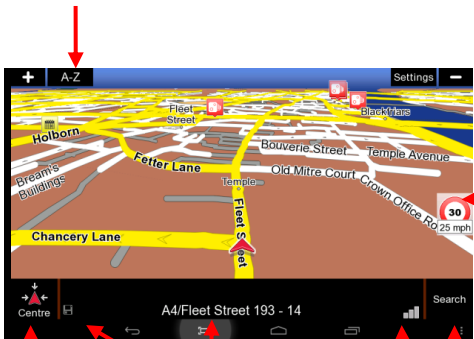 + A-Z Settings −
Fleet
Street
Blackfriars
Holborn
Bouverie Street
Temple Avenue
Fetter Lane
Old Mitre Court
Bream's
Buildings
Temple
Crown Office Ro
Fleet Street
30
25 mph
Chancery Lane
Centre
A4/Fleet Street 193 - 14
Search